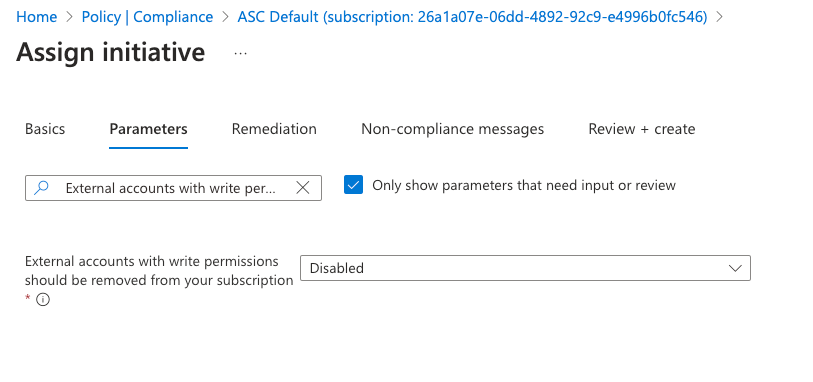 Home > Policy | Compliance > ASC Default (subscription: 26a1a07e-06dd-4892-92c9-e4996b0fc546) >
Assign initiative ...
Basics Parameters Remediation Non-compliance messages Review + create
External accounts with write per... Only show parameters that need input or review
External accounts with write permissions
should be removed from your subscription
*
Disabled